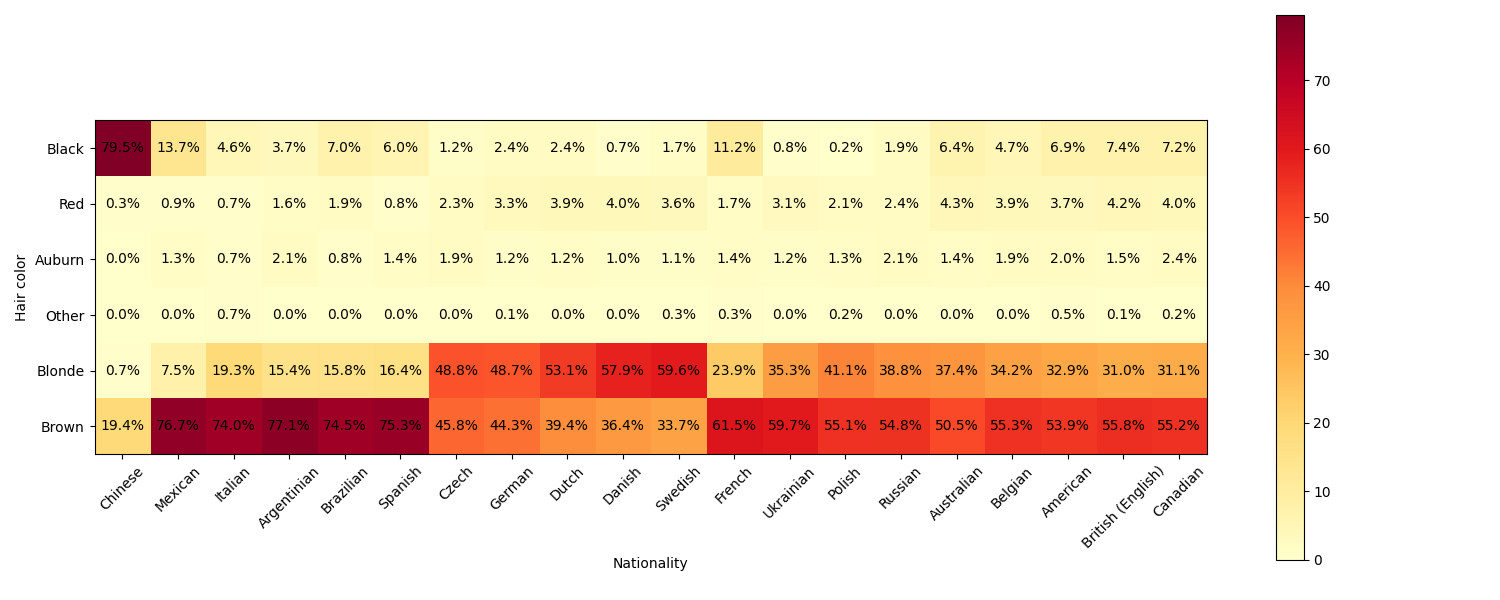 Black 79.5% 13.7% 4.6% 3.7% 7.0% 6.0% 1.2% 2.4% 2.4% 0.7% 1.7% 11.2% 0.8% 0.2% 1.9% 6.4% 4.7% 6.9% 7.4% 7.2%
Red 0.3% 0.9% 0.7% 1.6% 1.9% 0.8% 2.3% 3.3% 3.9% 4.0% 3.6% 1.7% 3.1% 2.1% 2.4% 4.3% 3.9% 3.7% 4.2% 4.0%
Auburn 0.0% 1.3% 0.7% 2.1% 0.8% 1.4% 1.9% 1.2% 1.2% 1.0% 1.1% 1.4% 1.2% 1.3% 2.1% 1.4% 1.9% 2.0% 1.5% 2.4%
Other 0.0% 0.0% 0.7% 0.0% 0.0% 0.0% 0.0% 0.1% 0.0% 0.0% 0.3% 0.3% 0.0% 0.2% 0.0% 0.0% 0.0% 0.5% 0.1% 0.2%
Blonde 0.7% 7.5% 19.3% 15.4% 15.8% 16.4% 48.8% 48.7% 53.1% 57.9% 59.6% 23.9% 35.3% 41.1% 38.8% 37.4% 34.2% 32.9% 31.0% 31.1%
Brown 19.4% 76.7% 74.0% 77.1% 74.5% 75.3% 45.8% 44.3% 39.4% 36.4% 33.7% 61.5% 59.7% 55.1% 54.8% 50.5% 55.3% 53.9% 55.8% 55.2%
Hair color
Chinese Mexican Italian Argentinian Brazilian Spanish Czech German Dutch Danish Swedish French Ukrainian Polish Russian Australian Belgian American British (English) Canadian
Nationality
70
60
50
40
30
20
10
0